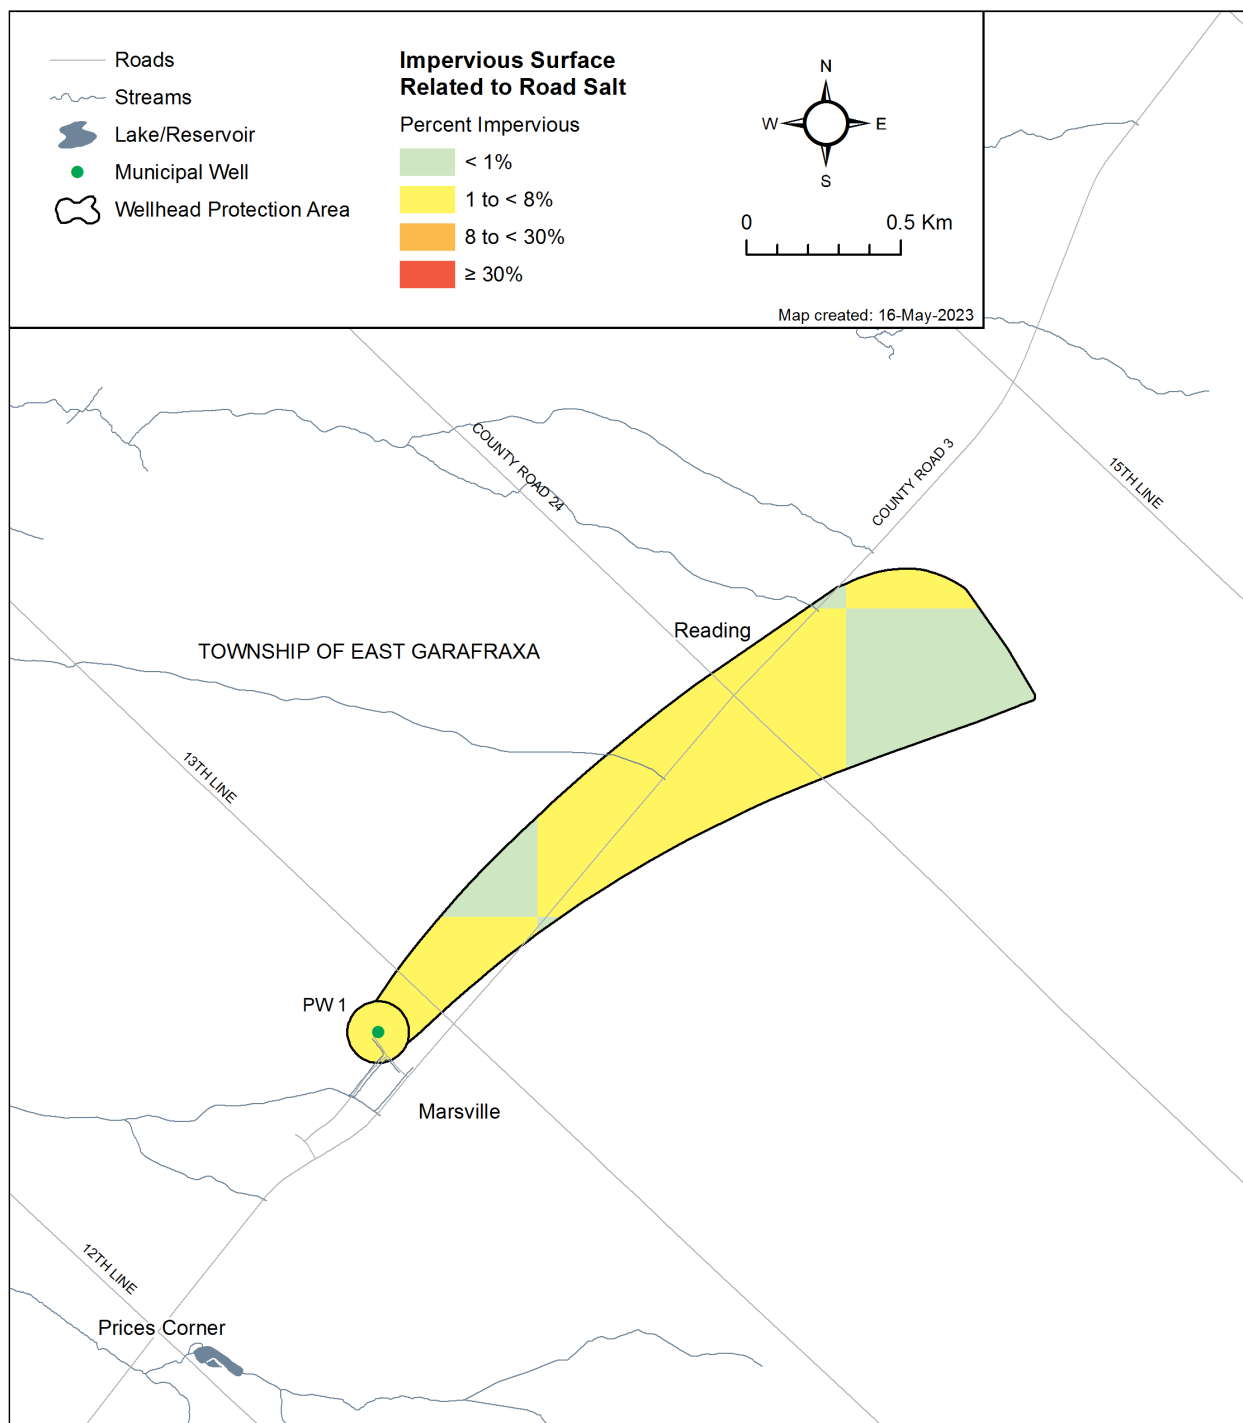 Roads
Streams
Lake/Reservoir
Municipal Well
Wellhead Protection Area
Impervious Surface
Related to Road Salt
Percent Impervious
< 1%
1 to < 8%
8 to < 30%
≥ 30%
N
W
E
S
0
0.5 Km
Map created: 16-May-2023
COUNTY ROAD 24
COUNTY ROAD 3
15TH LINE
Reading
TOWNSHIP OF EAST GARAFRAXA
13TH LINE
PW 1
Marsville
12TH LINE
Prices Corner